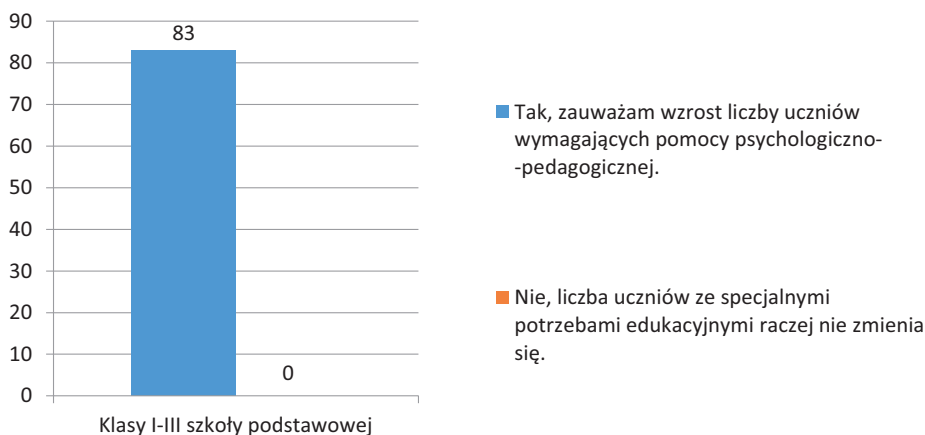 90
80
70
60
50
40
30
20
10
0
83
0
Klasy I-III szkoły podstawowej
Tak, zauważam wzrost liczby uczniów
wymagających pomocy psychologiczno-
-pedagogicznej.
Nie, liczba uczniów ze specjalnymi
potrzebami edukacyjnymi raczej nie zmienia
się.